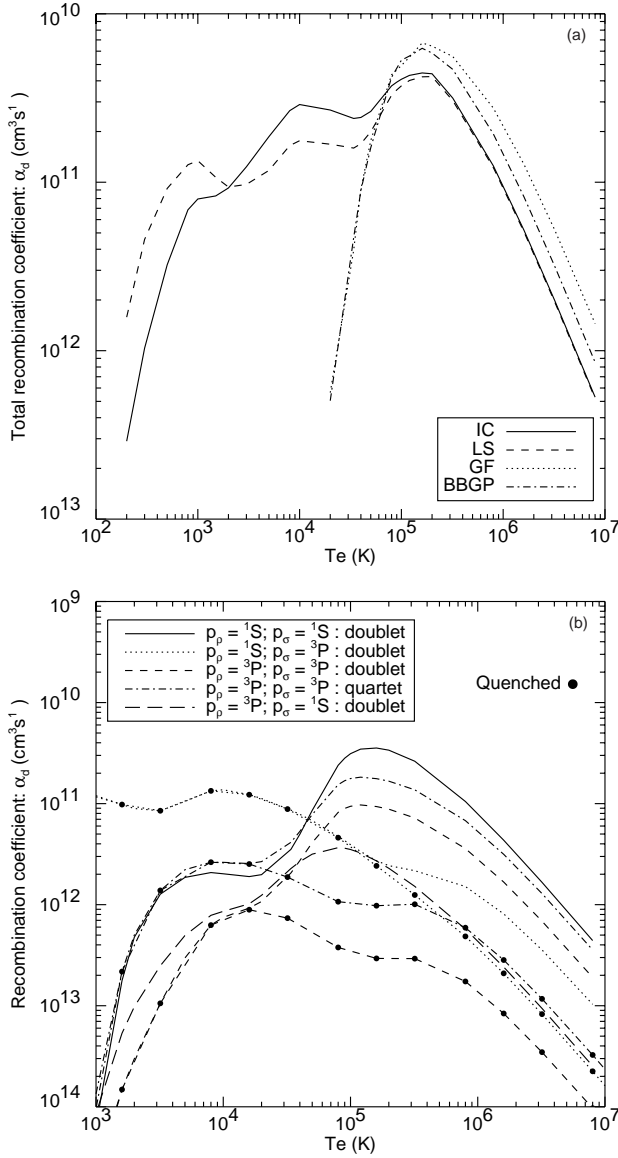 10^10
(a)
10^11
10^12
10^13
Total recombination coefficient: α_d (cm^3s^1)
IC
LS
GF
BBGP
10^2 10^3 10^4 10^5 10^6 10^7
Te (K)
10^9
(b)
p_ρ = ^1S; p_σ = ^1S : doublet
p_ρ = ^1S; p_σ = ^3P : doublet
p_ρ = ^3P; p_σ = ^3P : doublet
p_ρ = ^3P; p_σ = ^3P : quartet
p_ρ = ^3P; p_σ = ^1S : doublet
Quenched
10^10
10^11
10^12
10^13
10^14
Recombination coefficient: α_d (cm^3s^1)
10^3 10^4 10^5 10^6 10^7
Te (K)